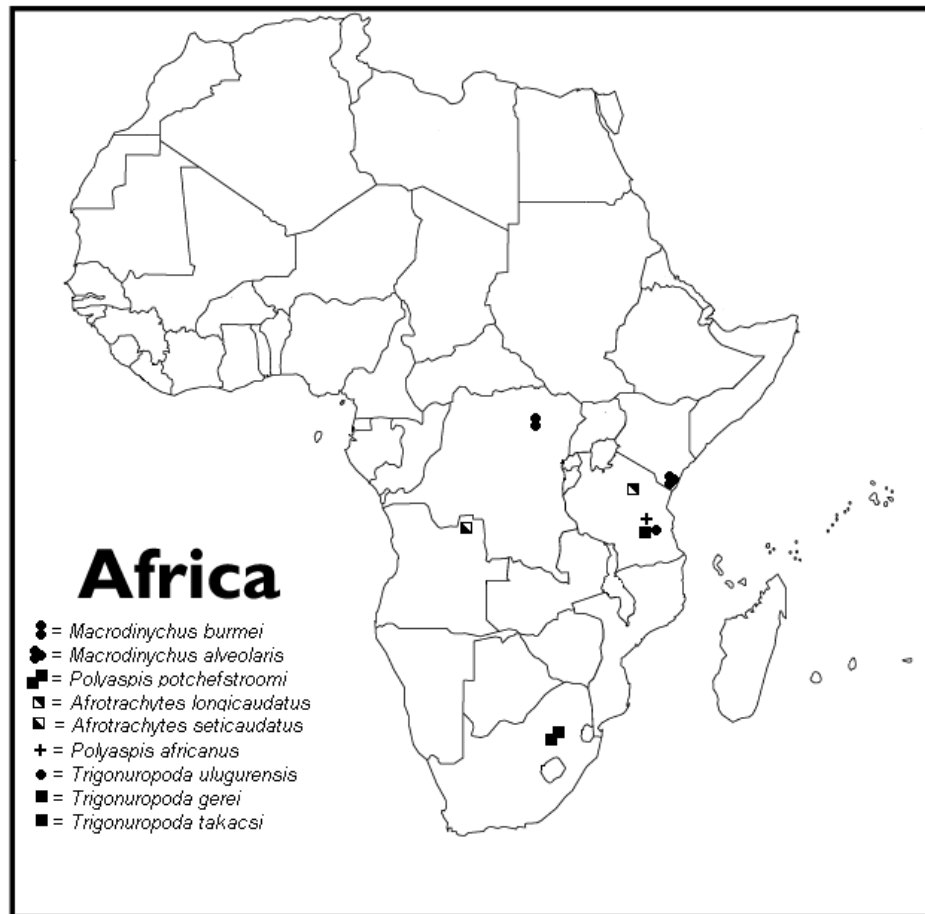 Africa
= Macrodinychus burmei
= Macrodinychus alveolaris
= Polyaspis potchefstroomi
= Afrotrachytes longicaudatus
= Afrotrachytes seticaudatus
= Polyaspis africanus
= Trigonuropoda ulugurensis
= Trigonuropoda gerei
= Trigonuropoda takacsi